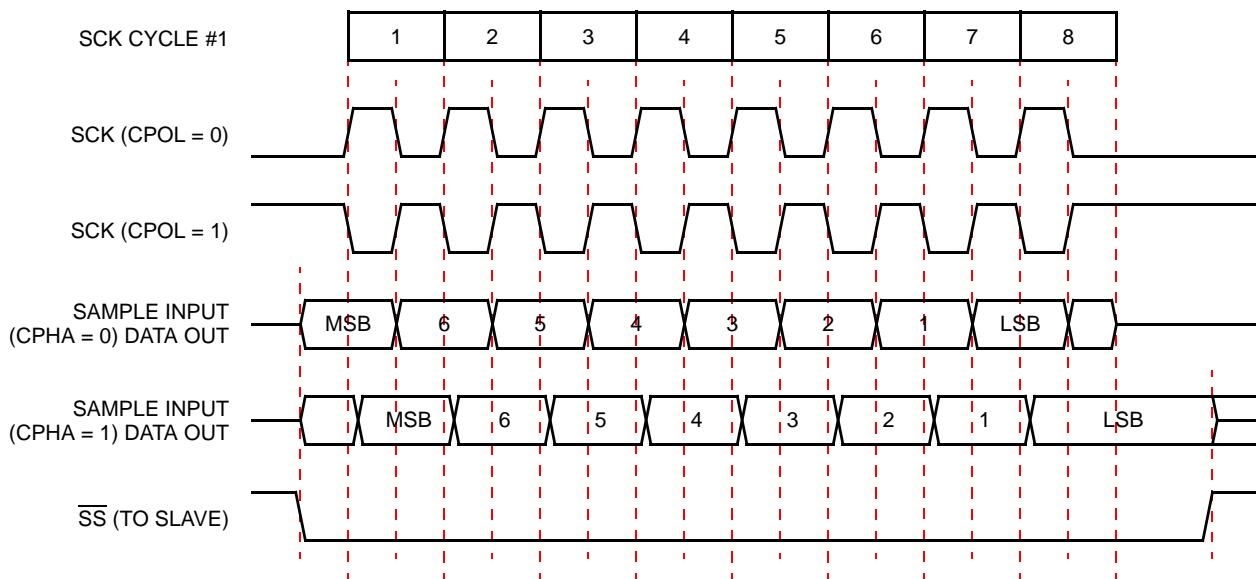 SCK CYCLE #1
1 2 3 4 5 6 7 8
SCK (CPOL = 0)
SCK (CPOL = 1)
SAMPLE INPUT
(CPHA = 0) DATA OUT
MSB 6 5 4 3 2 1 LSB
SAMPLE INPUT
(CPHA = 1) DATA OUT
MSB 6 5 4 3 2 1 LSB
S̅S̅ (TO SLAVE)